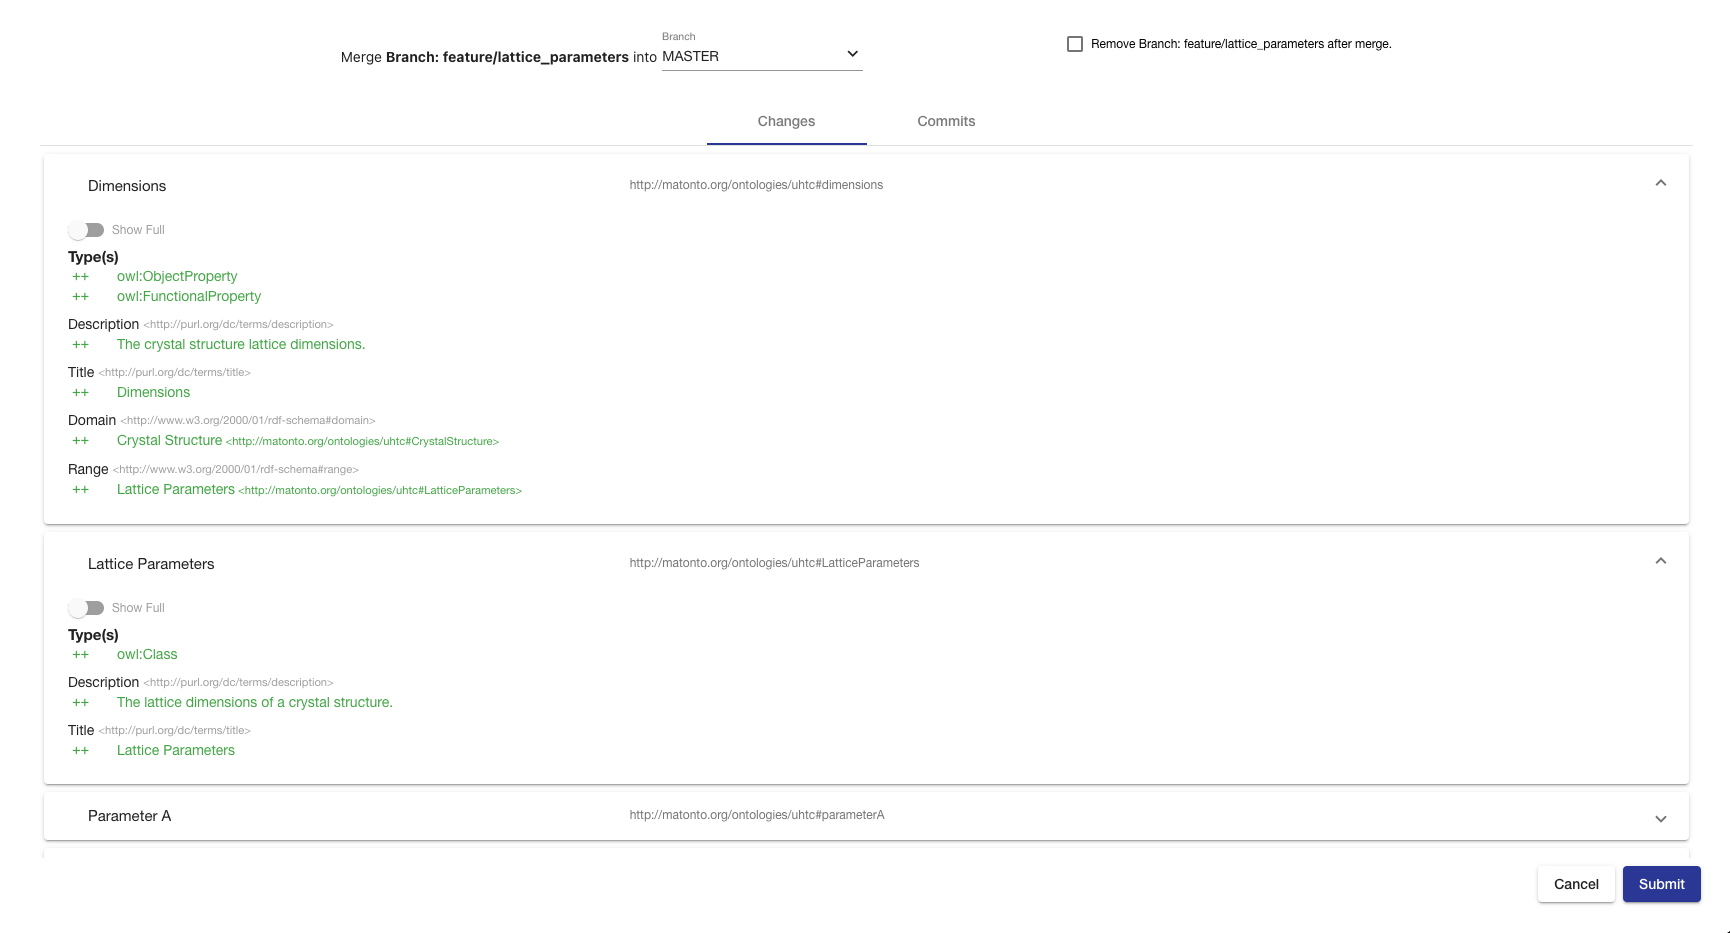 Branch
Merge Branch: feature/lattice_parameters into MASTER
Remove Branch: feature/lattice_parameters after merge.
Changes Commits
Dimensions http://matonto.org/ontologies/uhtc#dimensions
Show Full
Type(s)
++ owl:ObjectProperty
++ owl:FunctionalProperty
Description <http://purl.org/dc/terms/description>
++ The crystal structure lattice dimensions.
Title <http://purl.org/dc/terms/title>
++ Dimensions
Domain <http://www.w3.org/2000/01/rdf-schema#domain>
++ Crystal Structure <http://matonto.org/ontologies/uhtc#CrystalStructure>
Range <http://www.w3.org/2000/01/rdf-schema#range>
++ Lattice Parameters <http://matonto.org/ontologies/uhtc#LatticeParameters>
Lattice Parameters http://matonto.org/ontologies/uhtc#LatticeParameters
Show Full
Type(s)
++ owl:Class
Description <http://purl.org/dc/terms/description>
++ The lattice dimensions of a crystal structure.
Title <http://purl.org/dc/terms/title>
++ Lattice Parameters
Parameter A http://matonto.org/ontologies/uhtc#parameterA
Cancel Submit